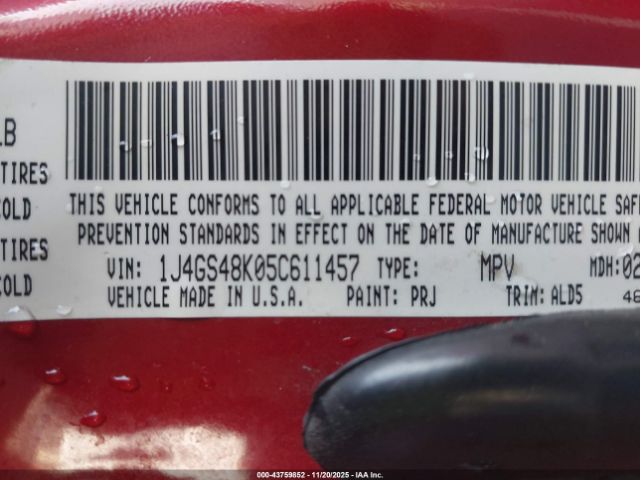 LB
TIRES
COLD
TIRES
COLD
THIS VEHICLE CONFORMS TO ALL APPLICABLE FEDERAL MOTOR VEHICLE SAF
PREVENTION STANDARDS IN EFFECT ON THE DATE OF MANUFACTURE SHOWN
VIN: 1J4GS48K05C611457 TYPE: MPV MDH:02
VEHICLE MADE IN U.S.A. PAINT: PRJ TRIM: ALD5 48
000 -43759852 - 11/20/2025 - IAA Inc.